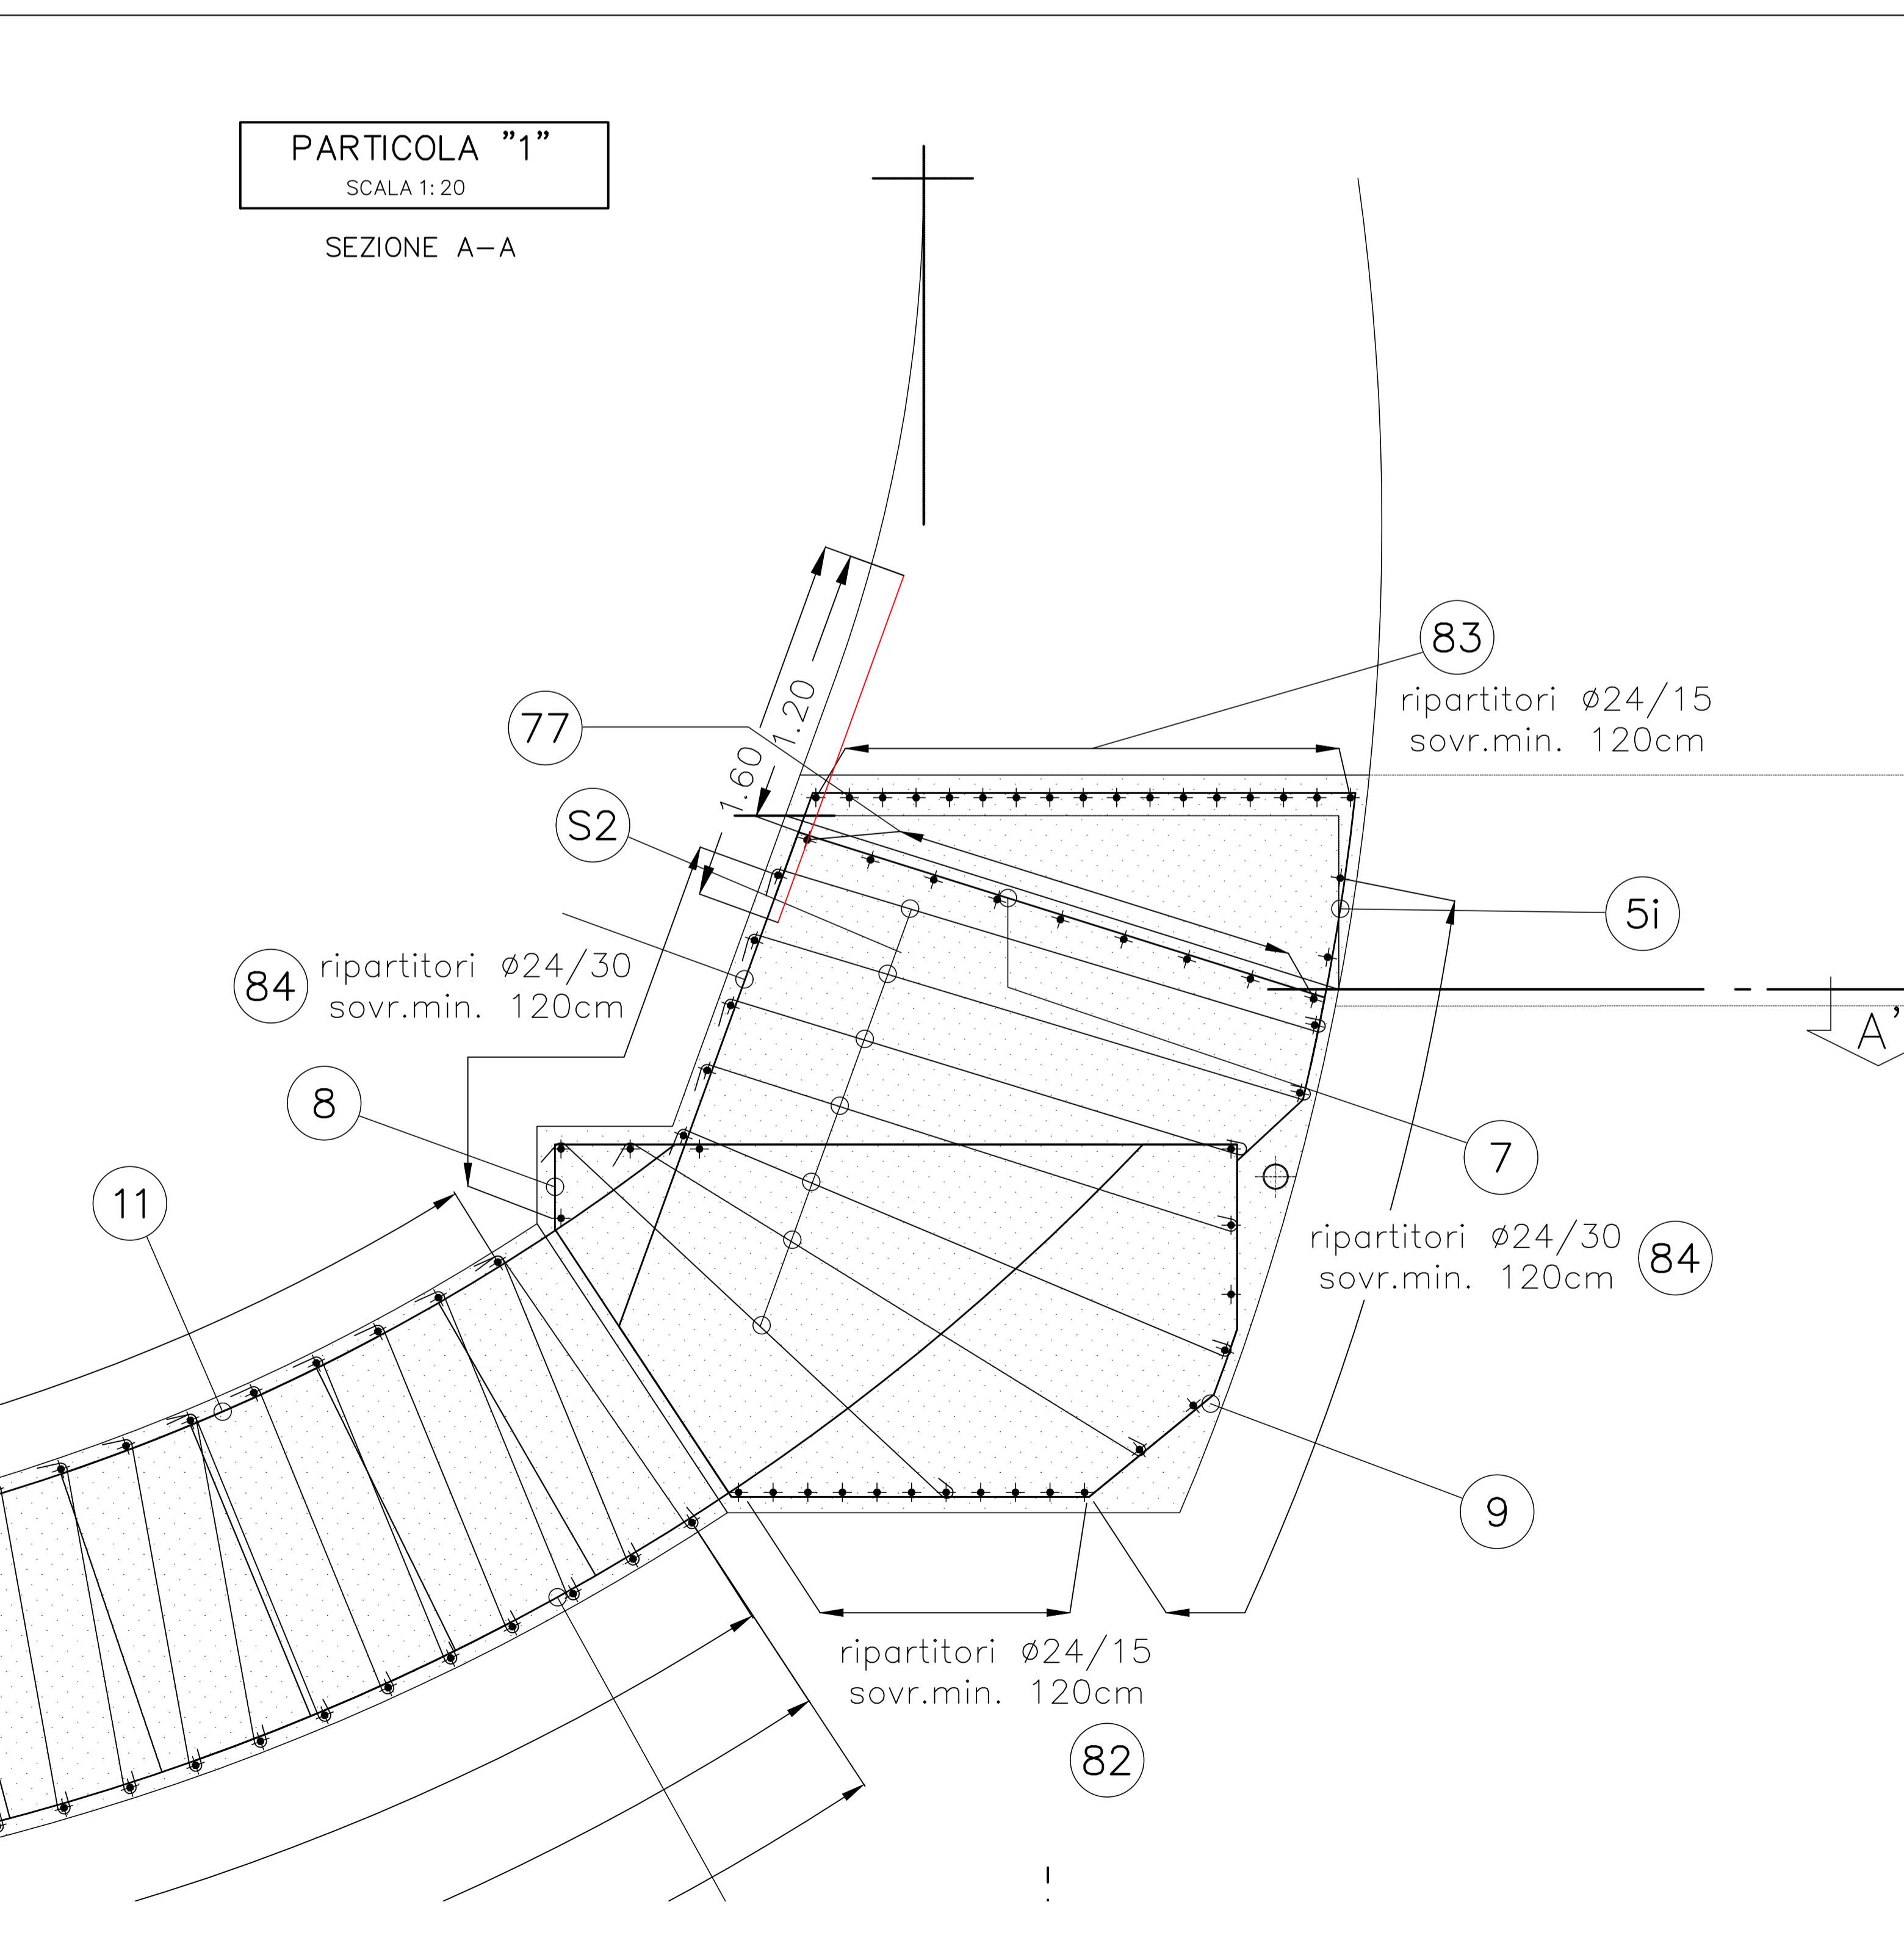 PARTICOLA "1"
SCALA 1:20
SEZIONE A-A
83
ripartitori ø24/15
sovr.min. 120cm
1.20
77
1.60
S2
5i
84
ripartitori ø24/30
sovr.min. 120cm
A'
8
7
11
ripartitori ø24/30
sovr.min. 120cm
84
9
ripartitori ø24/15
sovr.min. 120cm
82